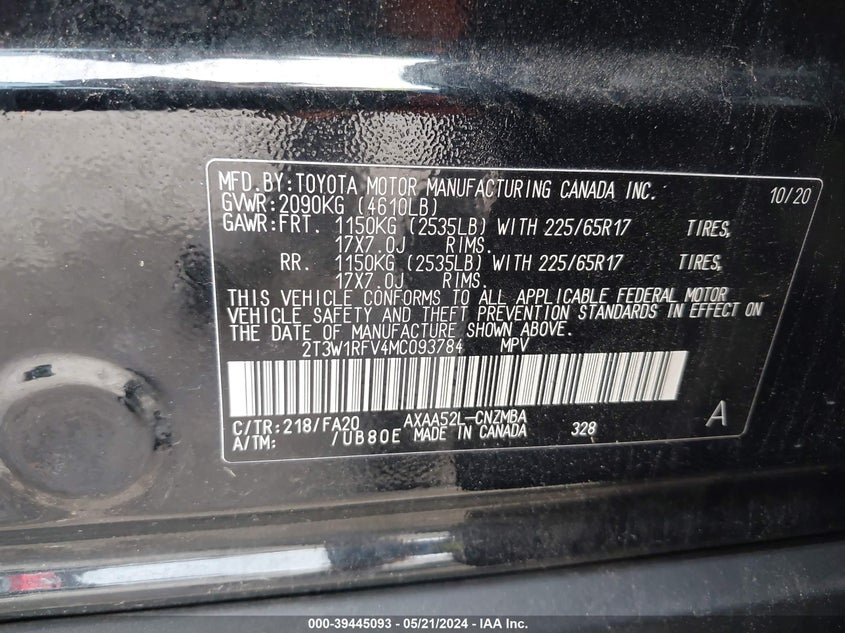 MFD.BY:TOYOTA MOTOR MANUFACTURING CANADA INC. 10/20
GVWR:2090KG (4610LB)
GAWR:FRT. 1150KG (2535LB) WITH 225/65R17 TIRES,
17X7.0J RIMS.
RR. 1150KG (2535LB) WITH 225/65R17 TIRES,
17X7.0J RIMS.
THIS VEHICLE CONFORMS TO ALL APPLICABLE FEDERAL MOTOR
VEHICLE SAFETY AND THEFT PREVENTION STANDARDS IN EFFECT ON
THE DATE OF MANUFACTURE SHOWN ABOVE.
2T3W1RFV4MC093784 MPV
C/TR:218/FA20 AXAA52L-CNZMBA A
A/TM: /UB80E MADE IN CANADA 328
000-39445093 - 05/21/2024 - IAA Inc.